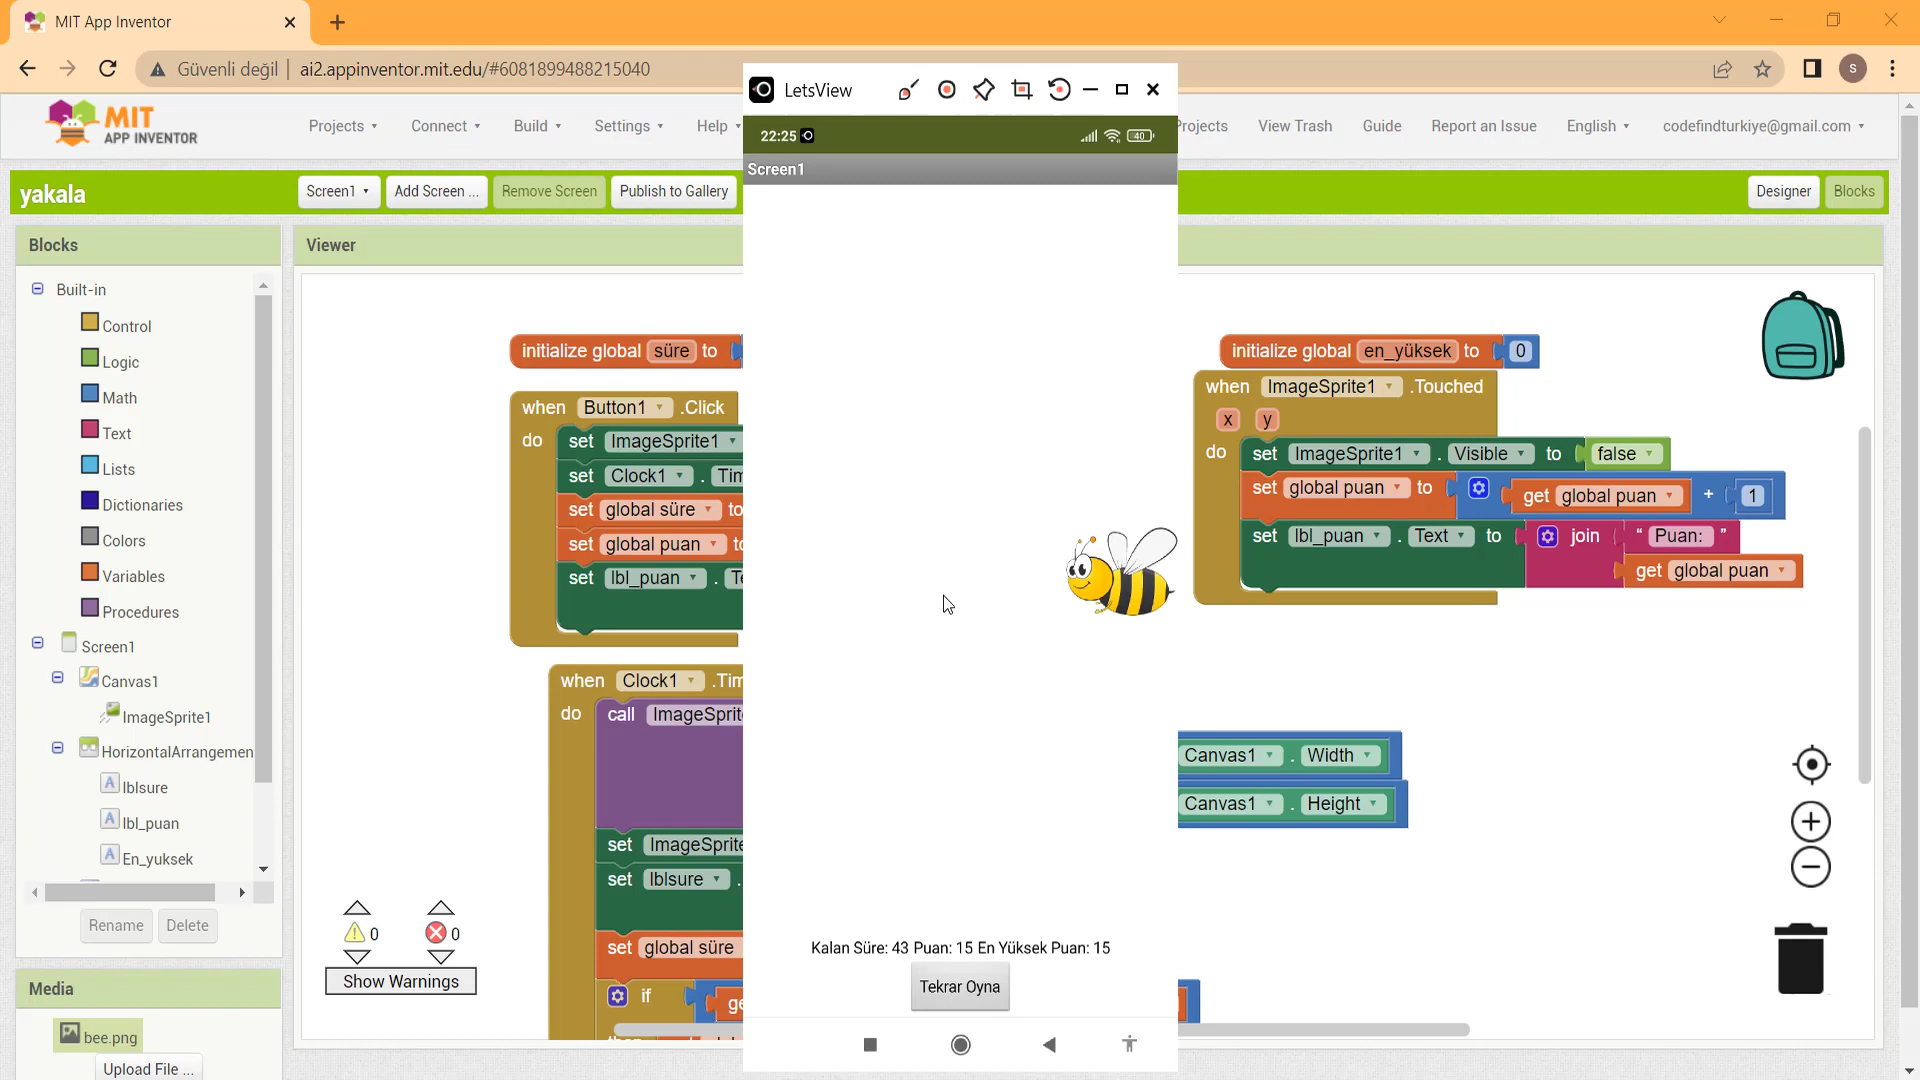 MIT App Inventor
Güvenli değil
ai2.appinventor.mit.edu/#6081899488215040
S
LetsView
MIT
APP INVENTOR
Projects
Connect
Build
Settings
Help
Projects
View Trash
Guide
Report an Issue
English
codefindturkiye@gmail.com
22:25
40
Screen1
yakala
Screen1
Add Screen ...
Remove Screen
Publish to Gallery
Designer
Blocks
Blocks
Viewer
Built-in
Control
Logic
Math
Text
Lists
Dictionaries
Colors
Variables
Procedures
Screen1
Canvas1
ImageSprite1
HorizontalArrangemen
lblsure
lbl_puan
En_yuksek
Rename
Delete
Media
bee.png
Upload File ...
initialize global süre to
when Button1 .Click
do set ImageSprite1
set Clock1 . Tim
set global süre to
set global puan to
set lbl_puan . Te
when Clock1 .Tim
do call ImageSprite
set ImageSprite
set lblsure .
set global süre
if ge
0
0
Show Warnings
initialize global en_yüksek to 0
when ImageSprite1 .Touched
x y
do set ImageSprite1 . Visible to false
set global puan to get global puan + 1
set lbl_puan . Text to join " Puan: "
get global puan
Canvas1 . Width
Canvas1 . Height
Kalan Süre: 43 Puan: 15 En Yüksek Puan: 15
Tekrar Oyna